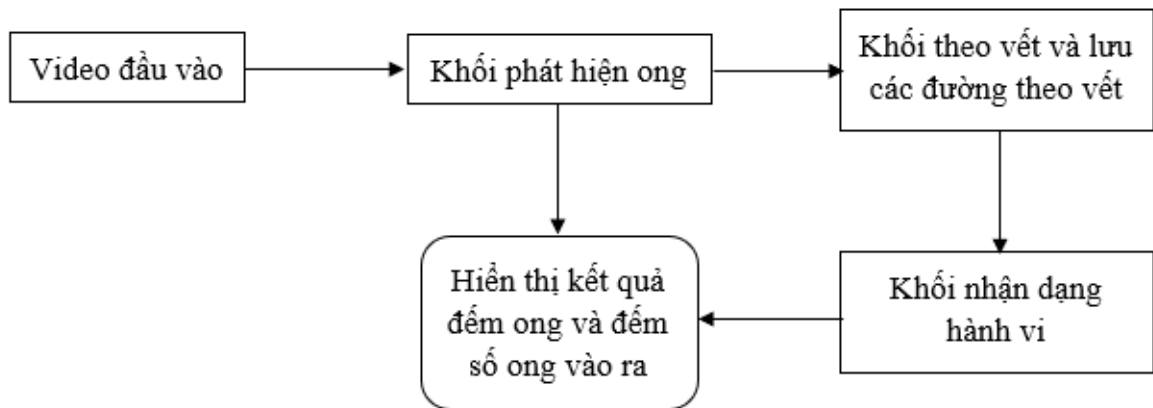 Video đầu vào
Khối phát hiện ong
Khối theo vết và lưu
các đường theo vết
Hiển thị kết quả
đếm ong và đếm
số ong vào ra
Khối nhận dạng
hành vi